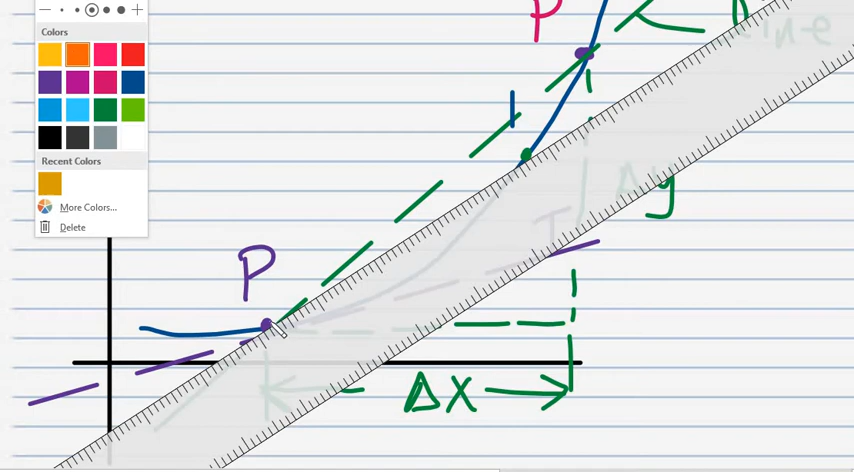 Colors
Recent Colors
More Colors...
Delete
P
P
Δy
T
ΔX